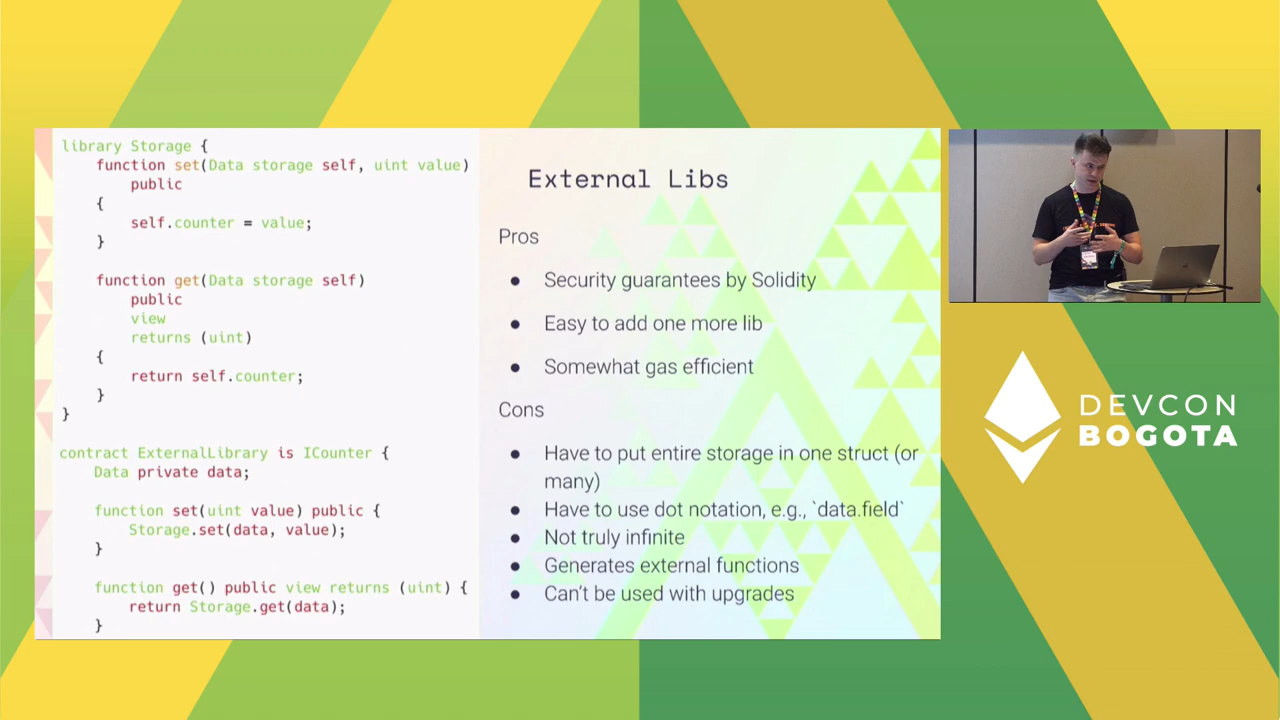 library Storage {
function set(Data storage self, uint value)
public
{
self.counter = value;
}
function get(Data storage self)
public
view
returns (uint)
{
return self.counter;
}
}
contract ExternalLibrary is ICounter {
Data private data;
function set(uint value) public {
Storage.set(data, value);
}
function get() public view returns (uint) {
return Storage.get(data);
}
External Libs
Pros
● Security guarantees by Solidity
● Easy to add one more lib
● Somewhat gas efficient
Cons
● Have to put entire storage in one struct (or
many)
● Have to use dot notation, e.g., `data.field`
● Not truly infinite
● Generates external functions
● Can't be used with upgrades
DEVCON
BOGOTA